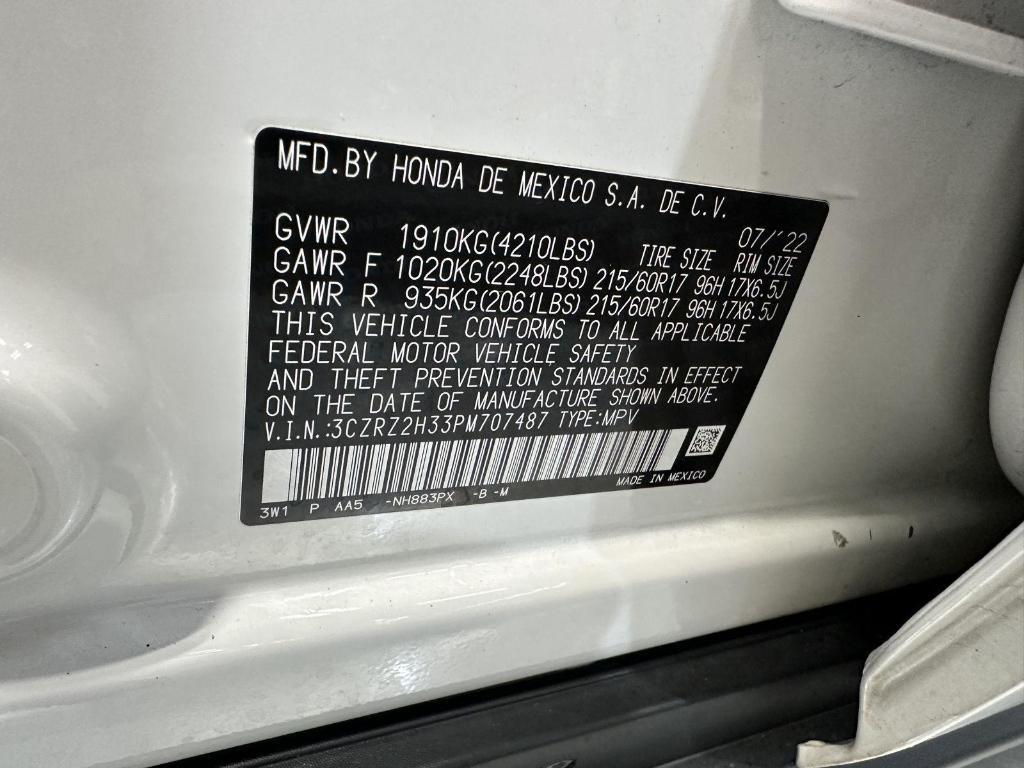 MFD. BY HONDA DE MEXICO S.A. DE C.V.
07/'22
GVWR 1910KG(4210LBS) TIRE SIZE RIM SIZE
GAWR F 1020KG(2248LBS) 215/60R17 96H 17X6.5J
GAWR R 935KG(2061LBS) 215/60R17 96H 17X6.5J
THIS VEHICLE CONFORMS TO ALL APPLICABLE
FEDERAL MOTOR VEHICLE SAFETY
AND THEFT PREVENTION STANDARDS IN EFFECT
ON THE DATE OF MANUFACTURE SHOWN ABOVE.
V.I.N.:3CZRZ2H33PM707487 TYPE:MPV
MADE IN MEXICO
3W1 P AA5 -NH883PX -B -M